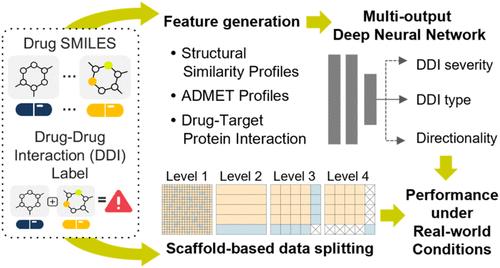 Drug SMILES
...
...
Drug-Drug
Interaction (DDI)
Label
+
=
!
Feature generation
• Structural
Similarity Profiles
• ADMET Profiles
• Drug-Target
Protein Interaction
Multi-output
Deep Neural Network
DDI severity
DDI type
Directionality
Level 1 Level 2 Level 3 Level 4
Scaffold-based data splitting
Performance
under
Real-world
Conditions